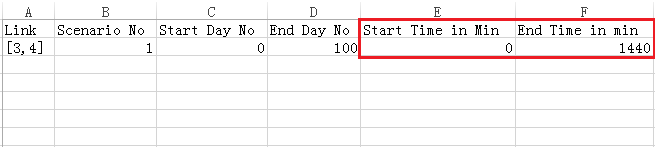 A B C D E F
Link Scenario No Start Day No End Day No Start Time in Min End Time in min
[3,4] 1 0 100 0 1440